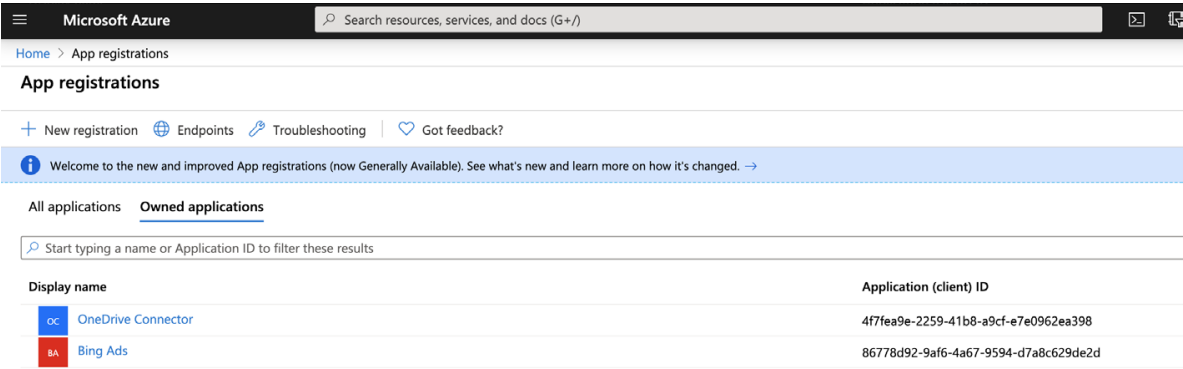 Microsoft Azure Search resources, services, and docs (G+/)
Home > App registrations
App registrations
New registration Endpoints Troubleshooting Got feedback?
Welcome to the new and improved App registrations (now Generally Available). See what's new and learn more on how it's changed. →
All applications Owned applications
Start typing a name or Application ID to filter these results
Display name Application (client) ID
OC OneDrive Connector 4f7fea9e-2259-41b8-a9cf-e7e0962ea398
BA Bing Ads 86778d92-9af6-4a67-9594-d7a8c629de2d